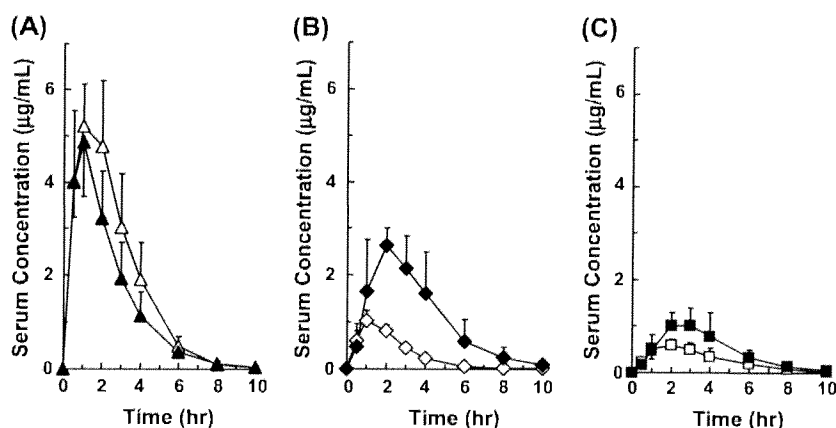 (A)
Serum Concentration (μg/mL)
6
4
2
0
0 2 4 6 8 10
Time (hr)
(B)
Serum Concentration (μg/mL)
6
4
2
0
0 2 4 6 8 10
Time (hr)
(C)
Serum Concentration (μg/mL)
6
4
2
0
0 2 4 6 8 10
Time (hr)